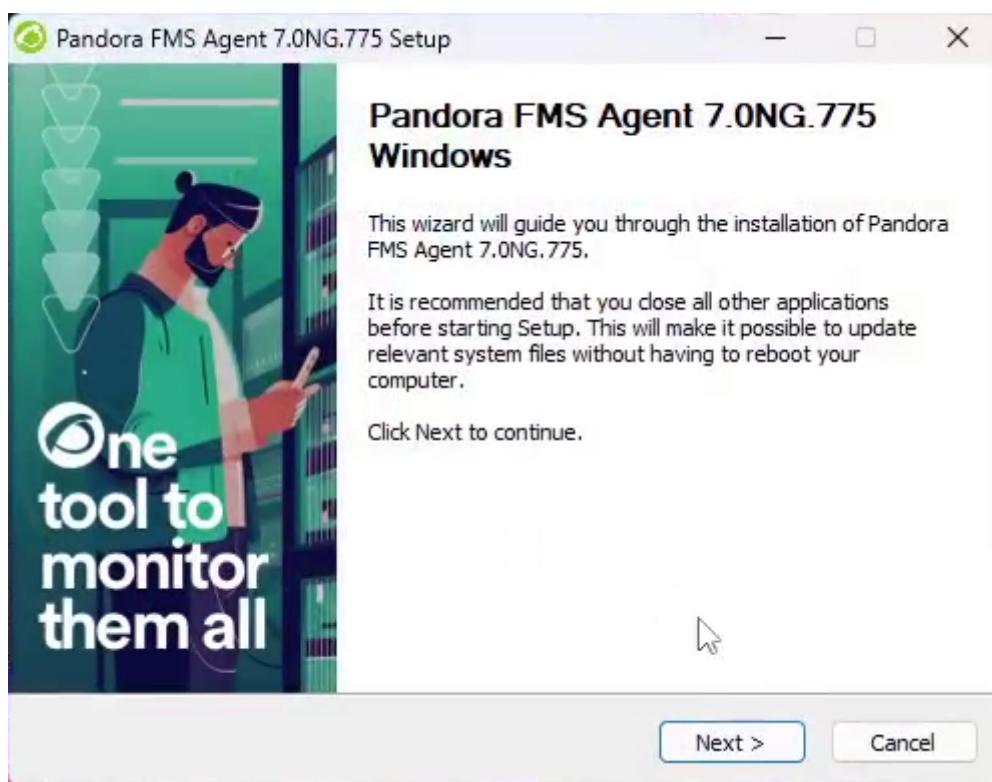 Pandora FMS Agent 7.0NG.775 Setup
Pandora FMS Agent 7.0NG.775
Windows
This wizard will guide you through the installation of Pandora
FMS Agent 7.0NG.775.
It is recommended that you close all other applications
before starting Setup. This will make it possible to update
relevant system files without having to reboot your
computer.
Click Next to continue.
One
tool to
monitor
them all
Next >
Cancel